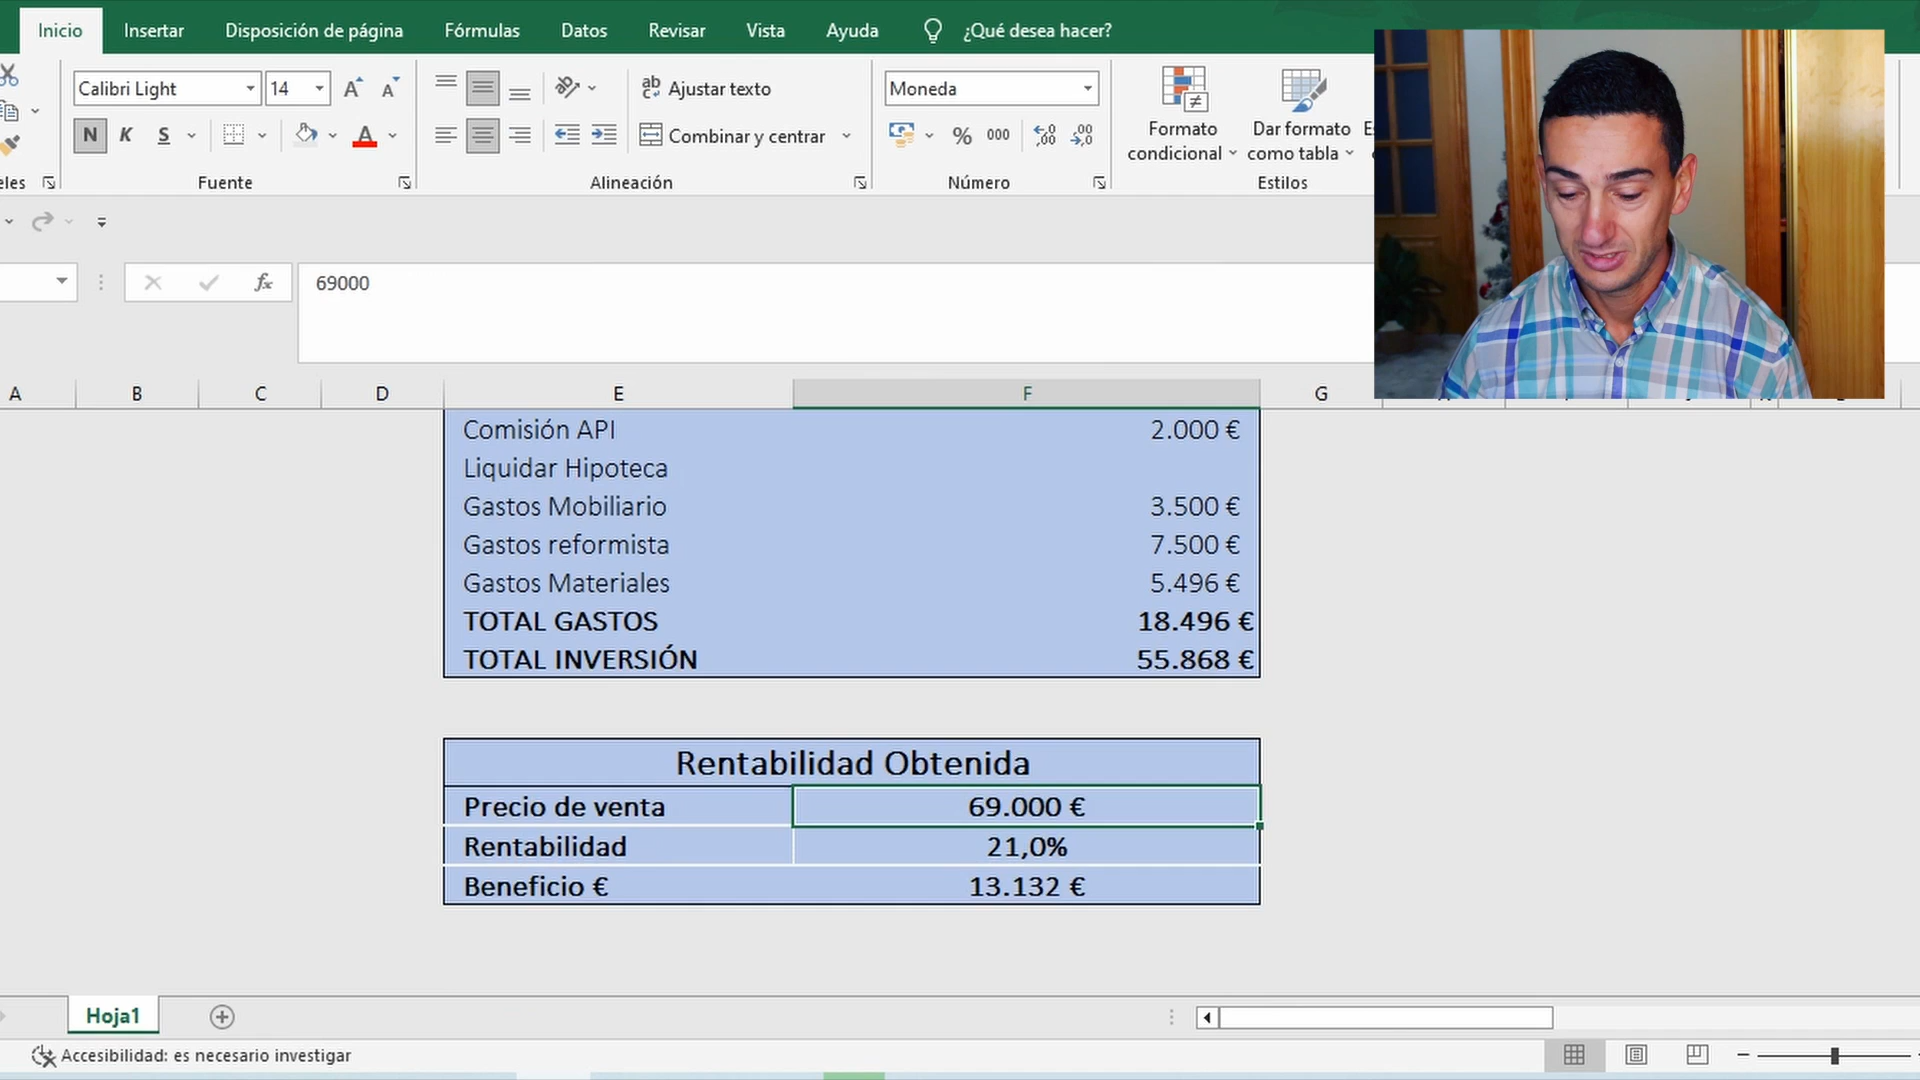 Inicio Insertar Disposición de página Fórmulas Datos Revisar Vista Ayuda ¿Qué desea hacer?
Calibri Light 14 Ajustar texto Moneda
N K S Combinar y centrar % 000
Formato condicional
Dar formato como tabla
Fuente Alineación Número Estilos
fx 69000
A B C D E F G
Comisión API 2.000 €
Liquidar Hipoteca
Gastos Mobiliario 3.500 €
Gastos reformista 7.500 €
Gastos Materiales 5.496 €
TOTAL GASTOS 18.496 €
TOTAL INVERSIÓN 55.868 €
Rentabilidad Obtenida
Precio de venta 69.000 €
Rentabilidad 21,0%
Beneficio € 13.132 €
Hoja1
Accesibilidad: es necesario investigar